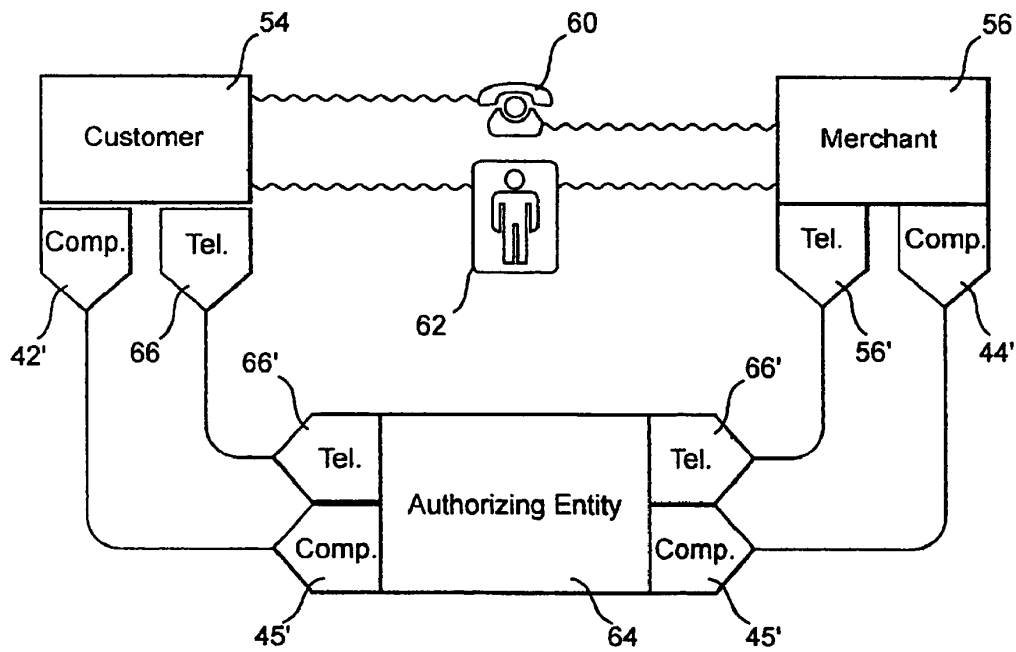 54
60
56
Customer
Merchant
Comp.
Tel.
Tel.
Comp.
62
42'
66
56'
44'
66'
66'
Tel.
Tel.
Authorizing Entity
Comp.
Comp.
45'
64
45'